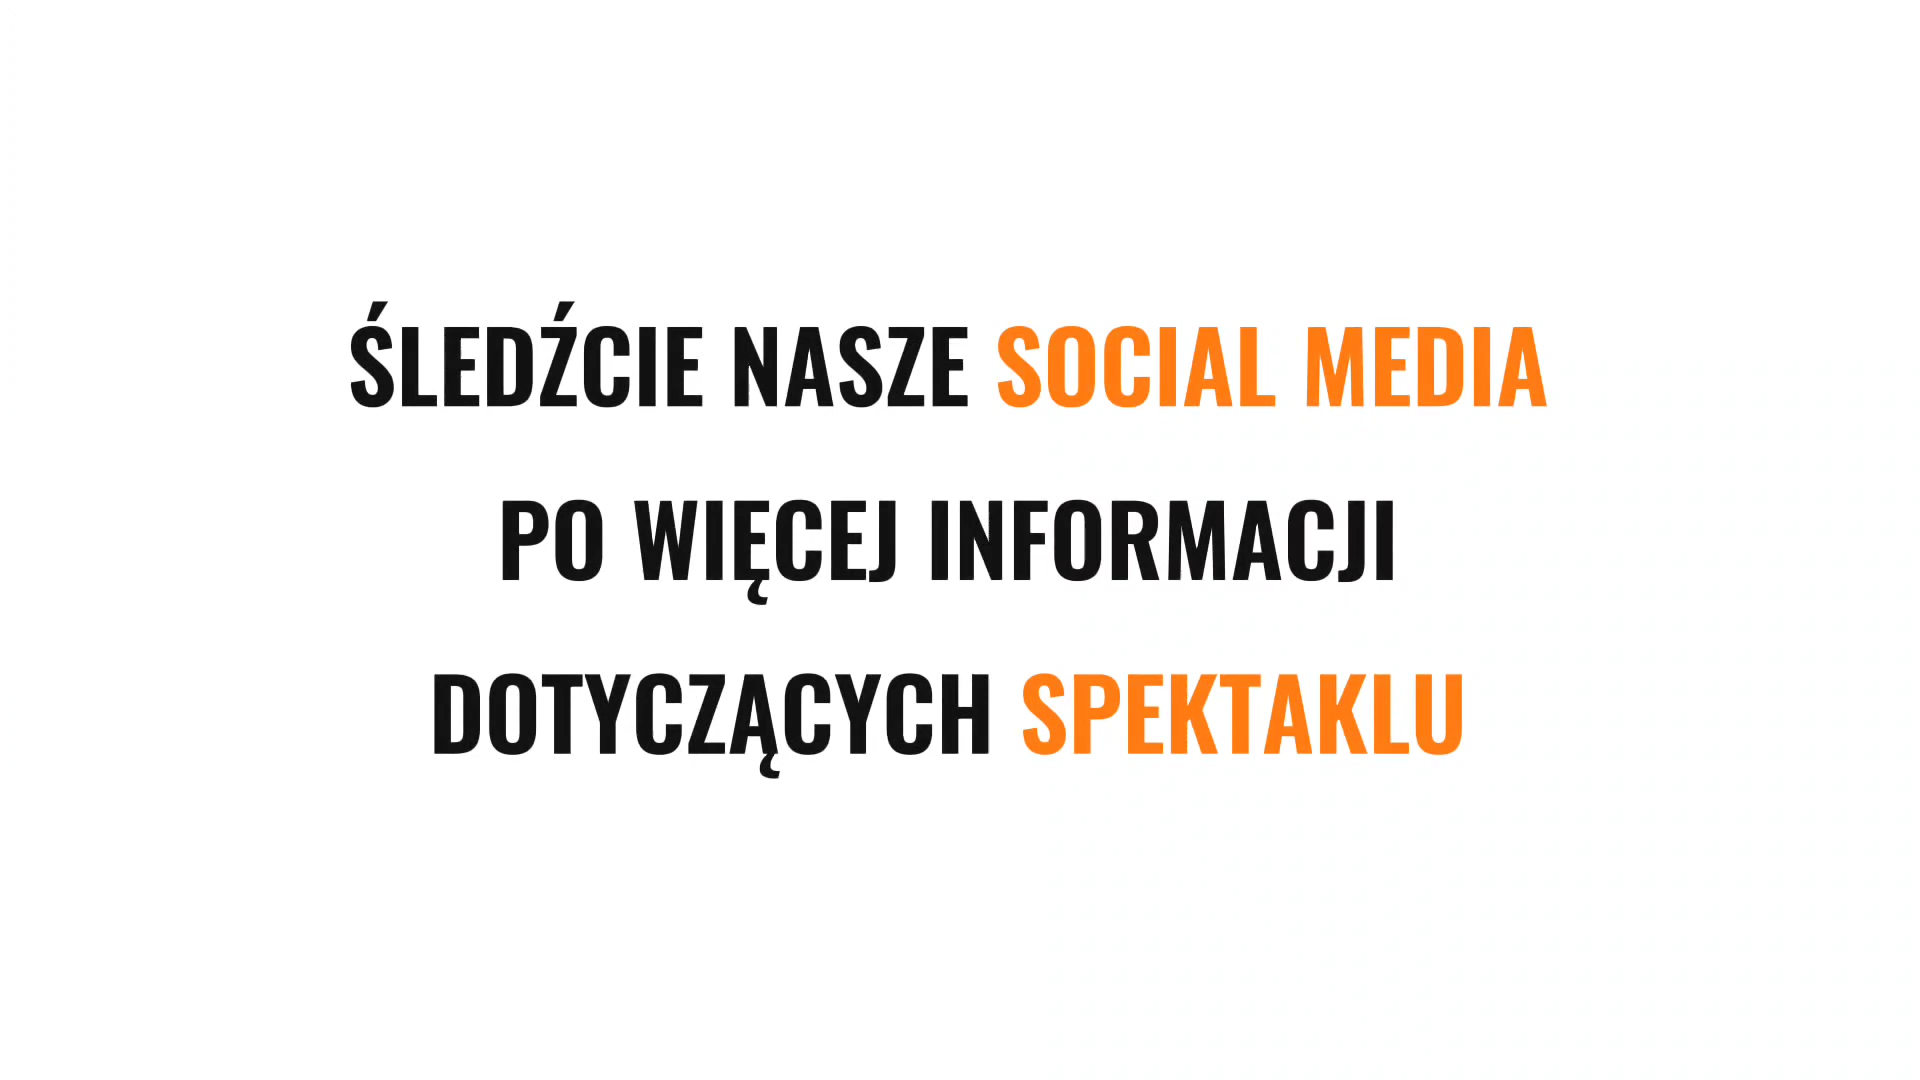 ŚLEDŹCIE NASZE SOCIAL MEDIA
PO WIĘCEJ INFORMACJI
DOTYCZĄCYCH SPEKTAKLU